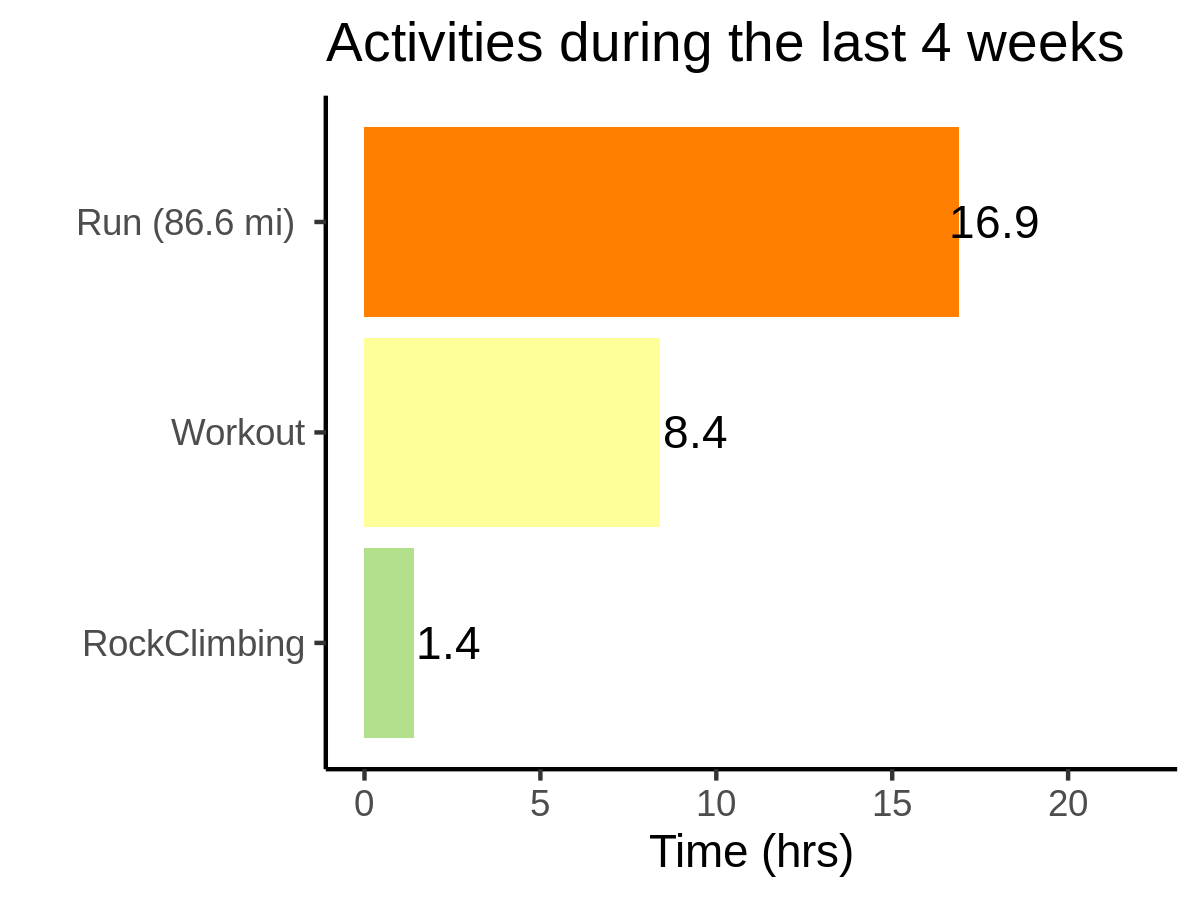 Activities during the last 4 weeks
Run (86.6 mi)
16.9
Workout
8.4
RockClimbing
1.4
0 5 10 15 20
Time (hrs)